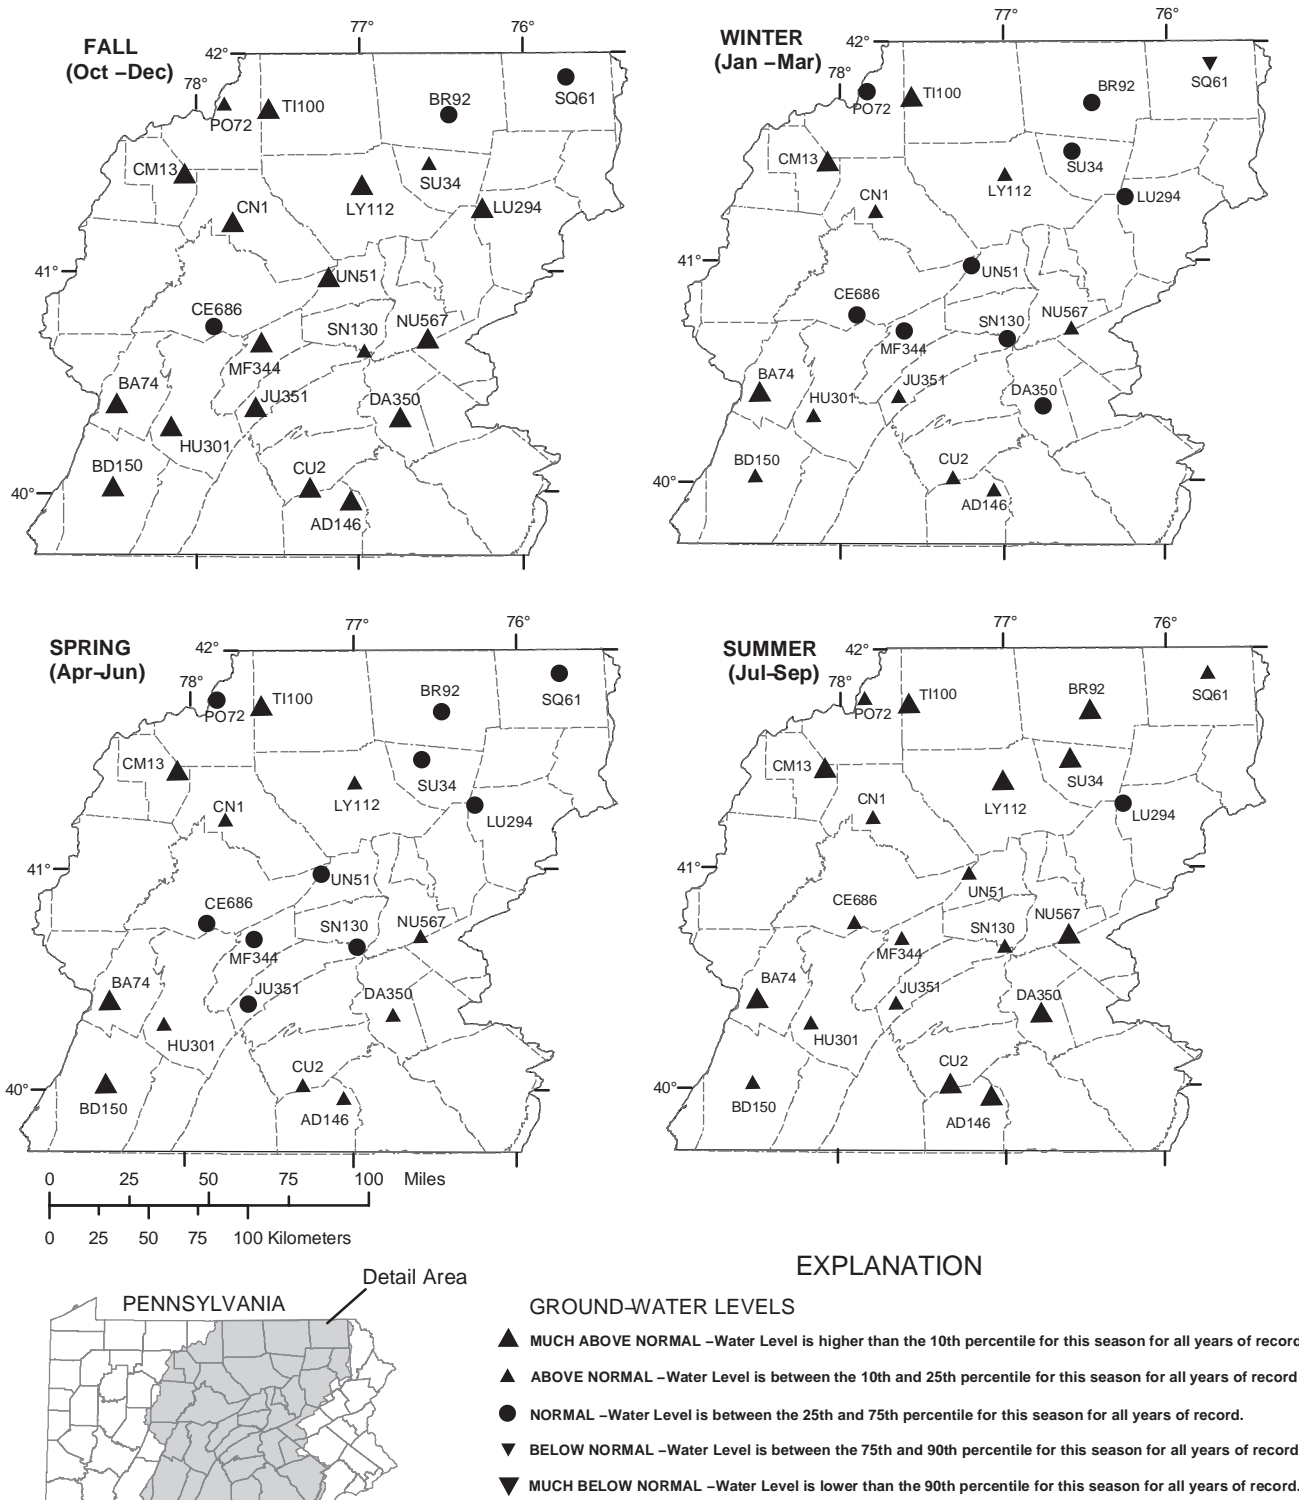 FALL
(Oct –Dec)
77°
76°
42°
78°
PO72
TI100
BR92
SQ61
CM13
SU34
LY112
LU294
CN1
41°
UN51
CE686
SN130
NU567
MF344
BA74
JU351
DA350
HU301
BD150
CU2
40°
AD146
WINTER
(Jan –Mar)
77°
76°
42°
78°
PO72
TI100
BR92
SQ61
CM13
SU34
LY112
LU294
CN1
41°
UN51
CE686
SN130
NU567
MF344
BA74
JU351
DA350
HU301
BD150
CU2
40°
AD146
SPRING
(Apr–Jun)
77°
76°
42°
78°
PO72
TI100
BR92
SQ61
CM13
SU34
LY112
LU294
CN1
41°
UN51
CE686
SN130
NU567
MF344
BA74
JU351
DA350
HU301
CU2
40°
BD150
AD146
SUMMER
(Jul–Sep)
77°
76°
42°
78°
PO72
TI100
BR92
SQ61
CM13
SU34
LY112
LU294
CN1
41°
UN51
CE686
SN130
NU567
MF344
BA74
JU351
DA350
HU301
CU2
40°
BD150
AD146
0 25 50 75 100 Miles
0 25 50 75 100 Kilometers
Detail Area
PENNSYLVANIA
EXPLANATION
GROUND–WATER LEVELS
MUCH ABOVE NORMAL –Water Level is higher than the 10th percentile for this season for all years of record
ABOVE NORMAL –Water Level is between the 10th and 25th percentile for this season for all years of record
NORMAL –Water Level is between the 25th and 75th percentile for this season for all years of record.
BELOW NORMAL –Water Level is between the 75th and 90th percentile for this season for all years of record
MUCH BELOW NORMAL –Water Level is lower than the 90th percentile for this season for all years of record.